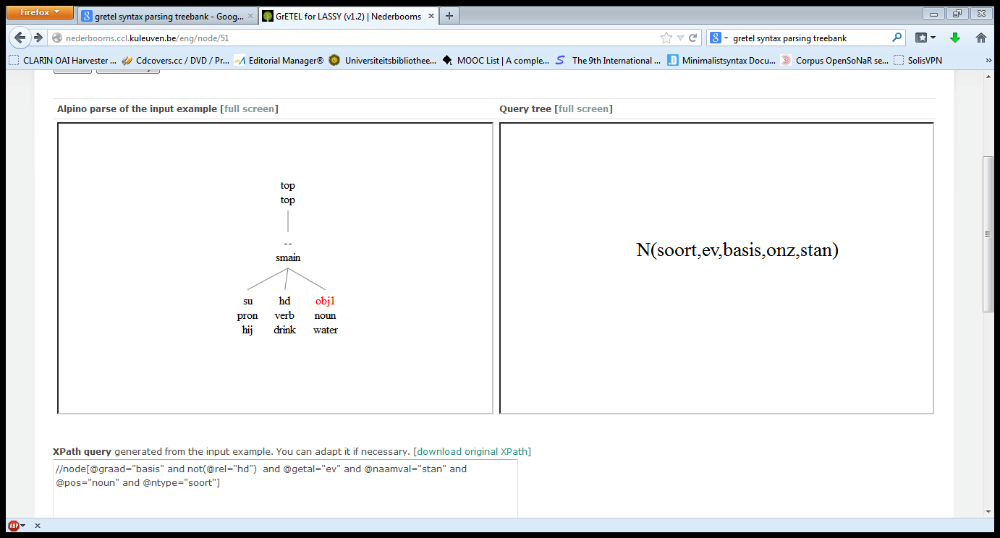 Firefox
gretel syntax parsing treebank - Goog...
GrETEL for LASSY (v1.2) | Nederbooms
nederbooms.ccl.kuleuven.be/eng/node/51
gretel syntax parsing treebank
CLARIN OAI Harvester ...
Cdcovers.cc / DVD / Pr...
Editorial Manager®
Universiteitsbibliothee...
MOOC List | A comple...
The 9th International ...
Minimalistsyntax Docu...
Corpus OpenSoNaR se...
SolisVPN
»
Alpino parse of the input example [full screen]
Query tree [full screen]
top
top
--
smain
su hd obj1
pron verb noun
hij drink water
N(soort,ev,basis,onz,stan)
XPath query generated from the input example. You can adapt it if necessary. [download original XPath]
//node[@graad="basis" and not(@rel="hd") and @getal="ev" and @naamval="stan" and
@pos="noun" and @ntype="soort"]
ABP